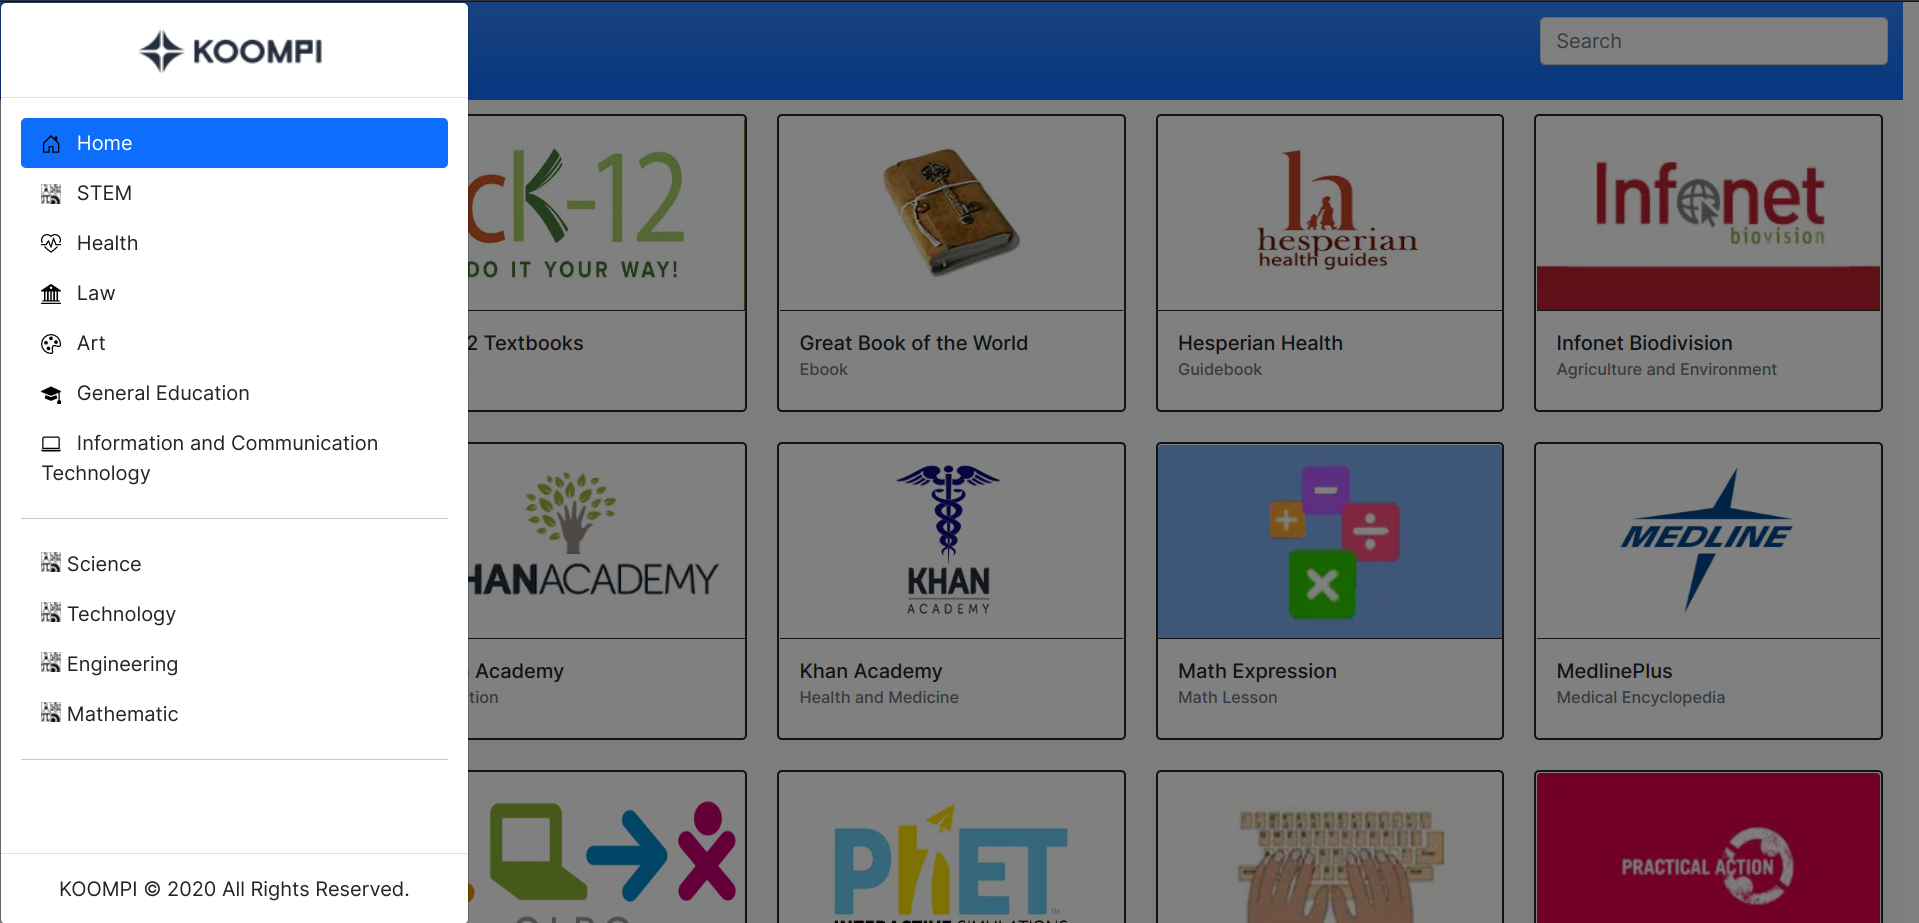 KOOMPI
Search
Home
STEM
Health
Law
Art
General Education
Information and Communication
Technology
Science
Technology
Engineering
Mathematic
KOOMPI © 2020 All Rights Reserved.
cK-12
DO IT YOUR WAY!
2 Textbooks
Great Book of the World
Ebook
hesperian
health guides
Hesperian Health
Guidebook
Infonet
biovision
Infonet Biodivision
Agriculture and Environment
HANACADEMY
Academy
tion
KHAN
ACADEMY
Khan Academy
Health and Medicine
Math Expression
Math Lesson
MEDLINE
MedlinePlus
Medical Encyclopedia
PhET
INTERACTIVE SIMULATIONS
PRACTICAL ACTION